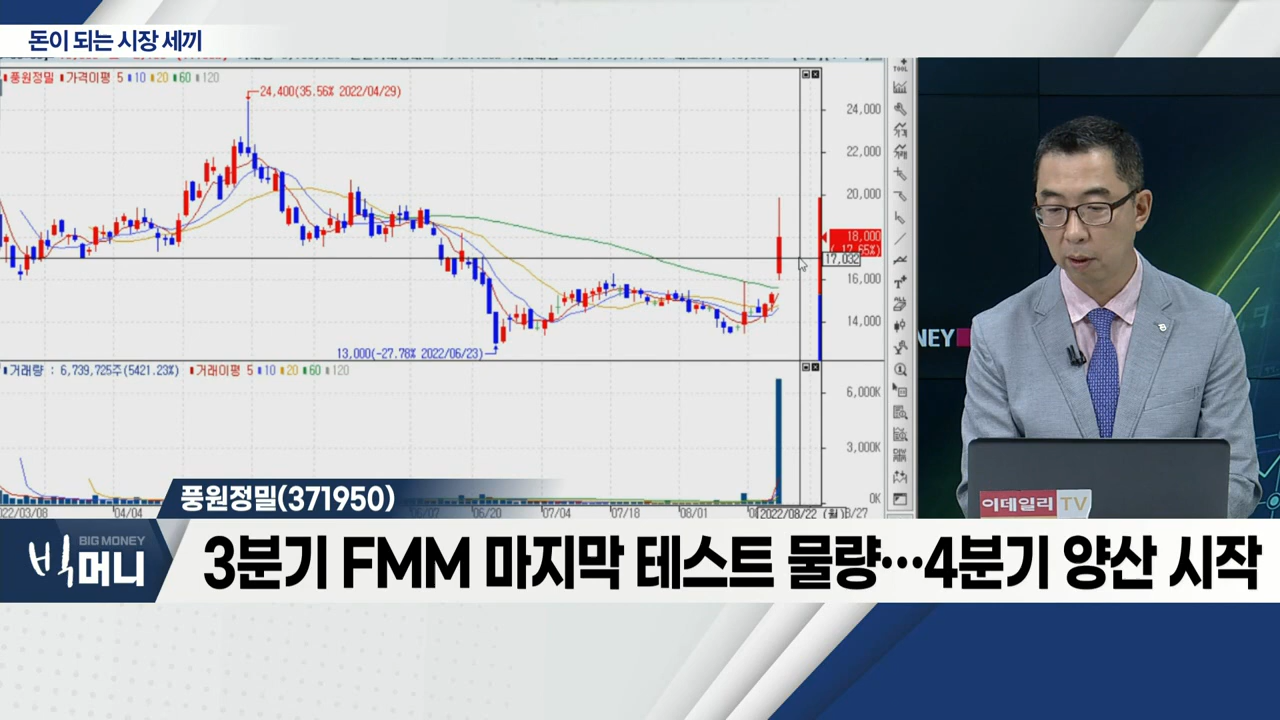 돈이 되는 시장 세끼
풍원정밀 가격이평 5 10 20 60 120
24,400(35.56% 2022/04/29)
24,000
22,000
20,000
18,000
17,032
16,000
14,000
13,000(-27.78% 2022/06/23)
거래량 : 6,739,725주(5421.23%) 거래이평 5 10 20 60 120
6,000K
3,000K
0K
04/04
06/20
07/04
07/18
08/01
2022/08/22 (월)
TOOL
풍원정밀(371950)
이데일리 TV
BIG MONEY
빅머니
3분기 FMM 마지막 테스트 물량…4분기 양산 시작